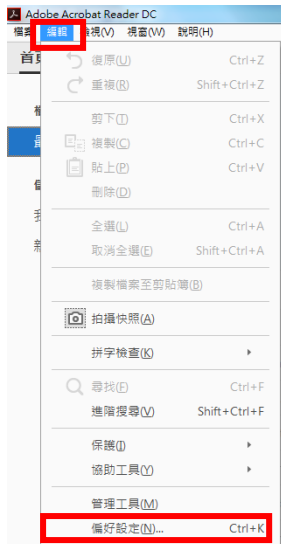 Adobe Acrobat Reader DC
編輯 視窗(W) 說明(H)
復原(U) Ctrl+Z
重複(R) Shift+Ctrl+Z
剪下(T) Ctrl+X
複製(C) Ctrl+C
貼上(P) Ctrl+V
刪除(D)
全選(L) Ctrl+A
取消全選(E) Shift+Ctrl+A
複製檔案至剪貼簿(B)
拍攝快照(A)
拼字檢查(K)
尋找(F) Ctrl+F
進階搜尋(V) Shift+Ctrl+F
保護(I)
協助工具(Y)
管理工具(M)
偏好設定(N)... Ctrl+K